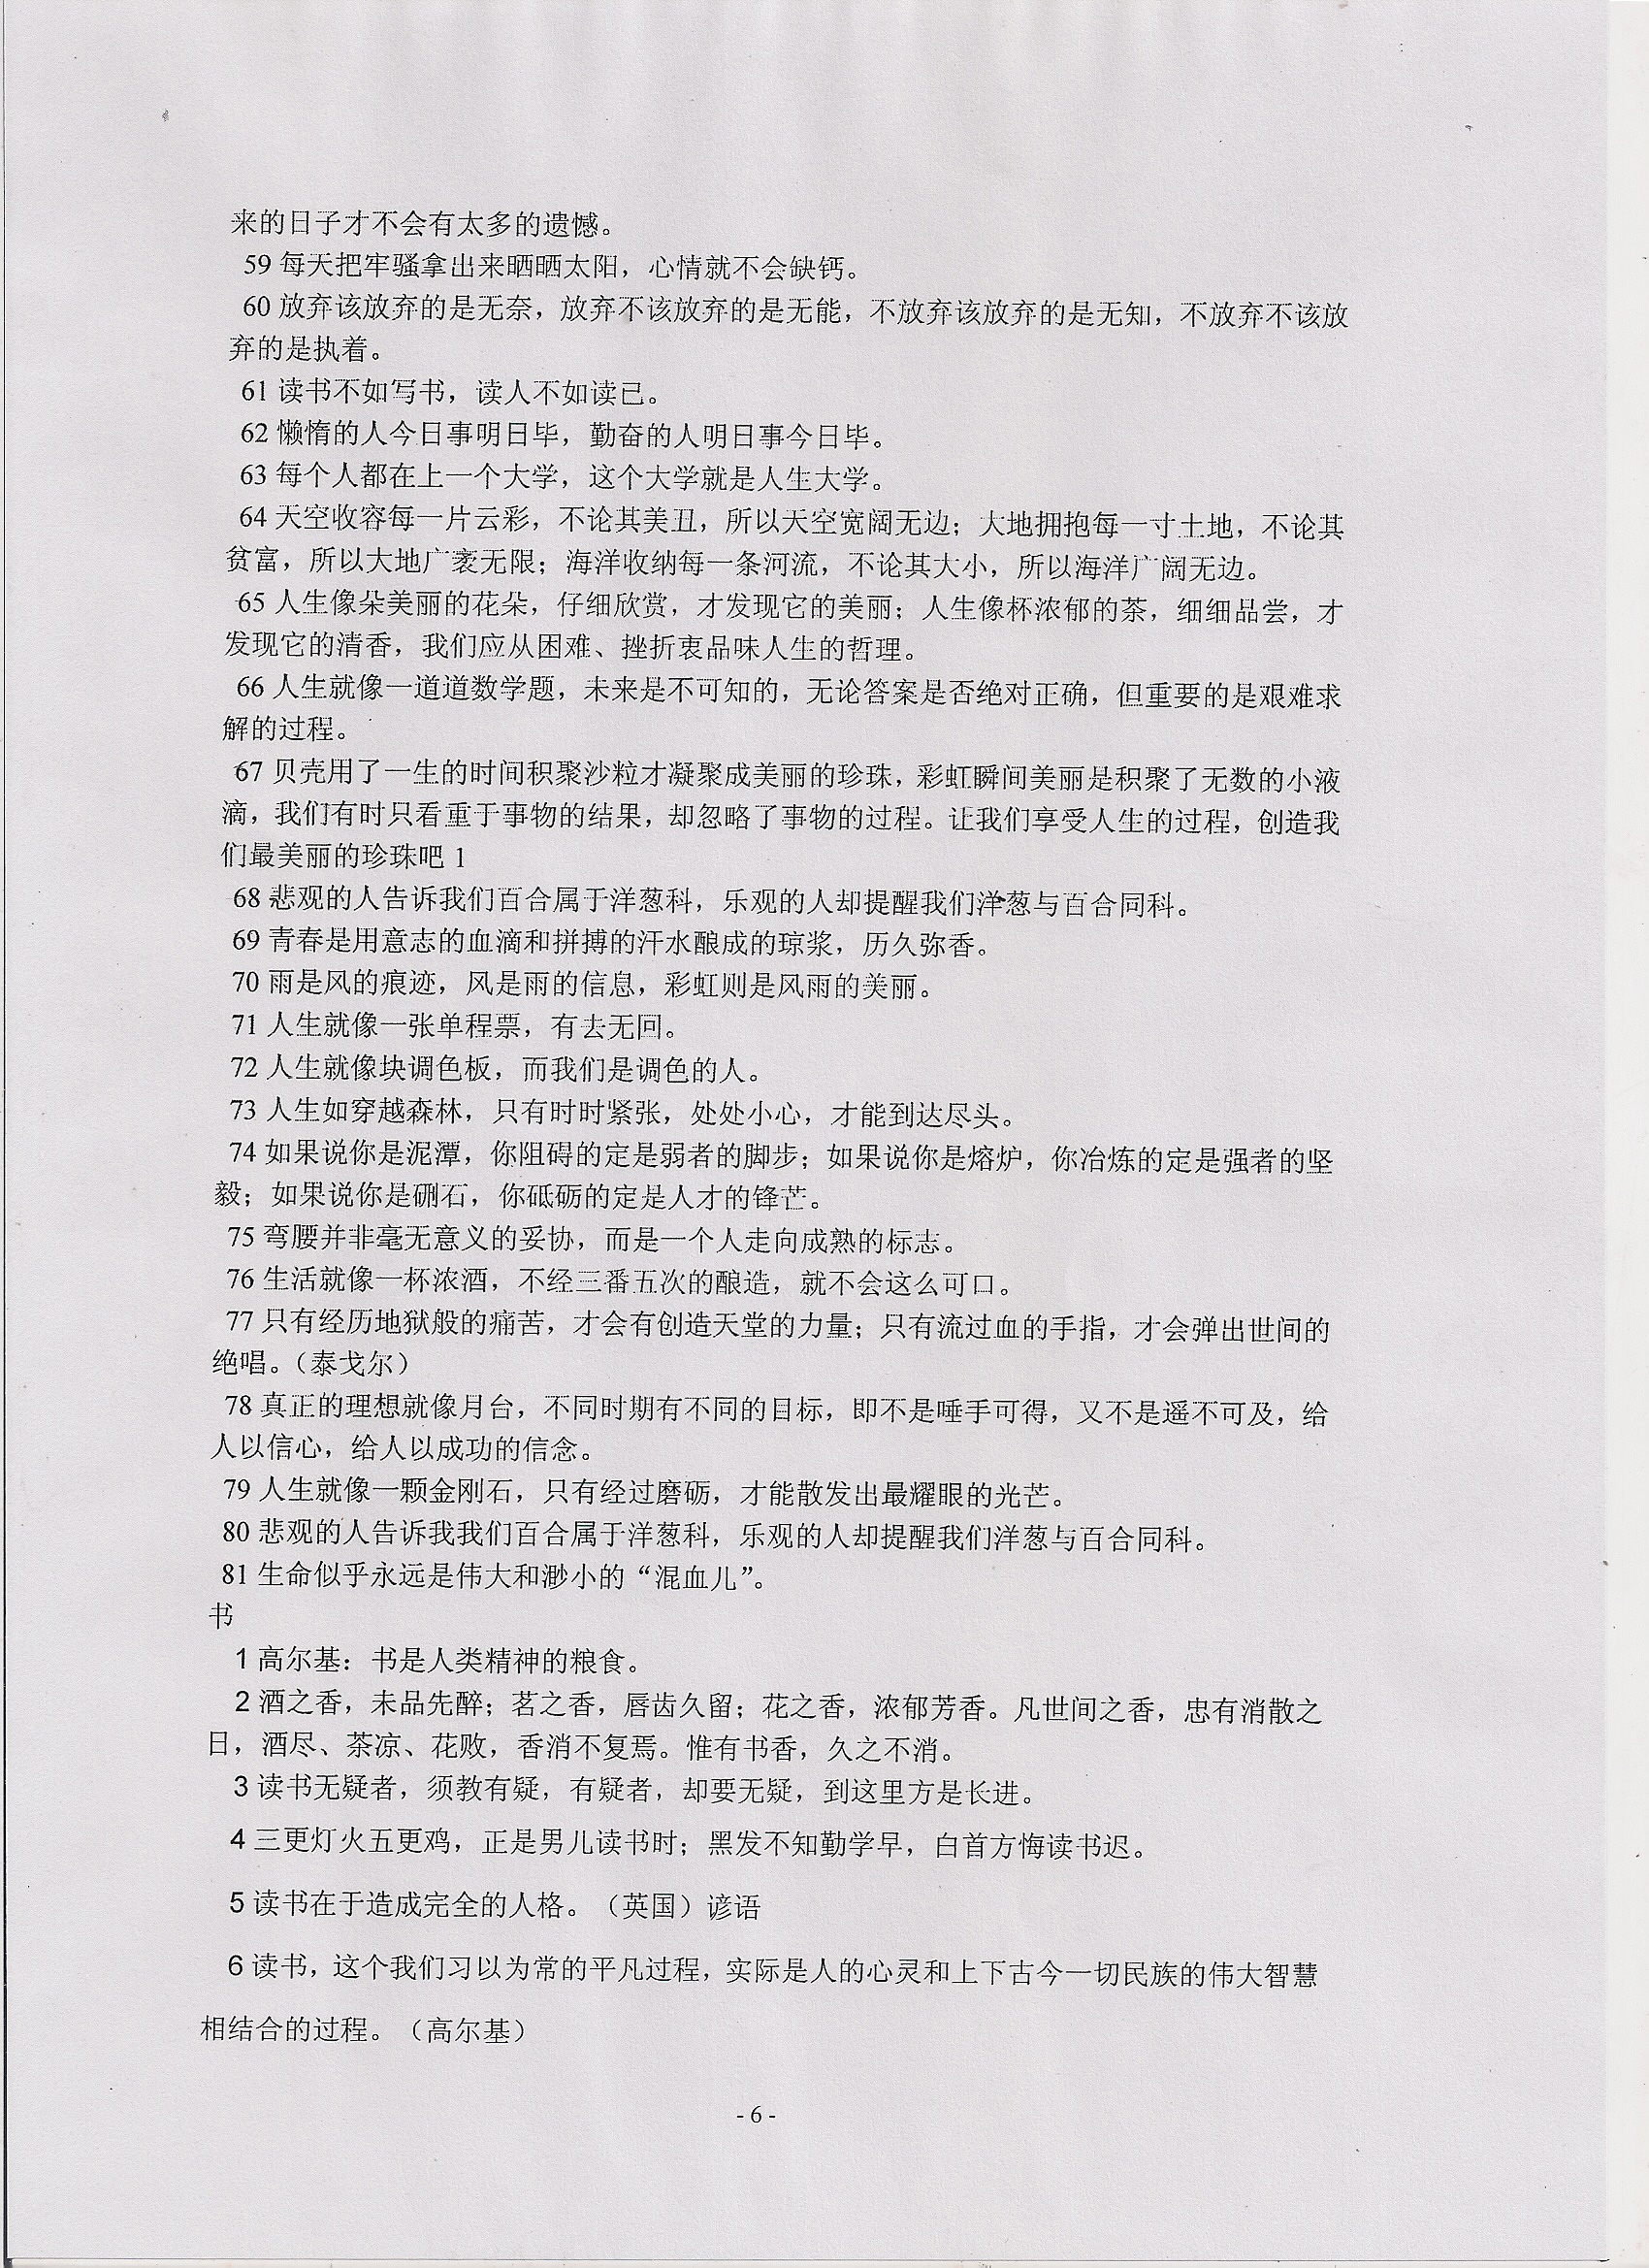 来的日子才不会有太多的遗憾。
59 每天把牢骚拿出来晒晒太阳，心情就不会缺钙。
60 放弃该放弃的是无奈，放弃不该放弃的是无能，不放弃该放弃的是无知，不放弃不该放
弃的是执着。
61 读书不如写书，读人不如读已。
62 懒惰的人今日事明日毕，勤奋的人明日事今日毕。
63 每个人都在上一个大学，这个大学就是人生大学。
64 天空收容每一片云彩，不论其美丑，所以天空宽阔无边；大地拥抱每一寸土地，不论其
贫富，所以大地广袤无限；海洋收纳每一条河流，不论其大小，所以海洋广阔无边。
65 人生像朵美丽的花朵，仔细欣赏，才发现它的美丽；人生像杯浓郁的茶，细细品尝，才
发现它的清香，我们应从困难、挫折衷品味人生的哲理。
66 人生就像一道道数学题，未来是不可知的，无论答案是否绝对正确，但重要的是艰难求
解的过程。
67 贝壳用了一生的时间积聚沙粒才凝聚成美丽的珍珠，彩虹瞬间美丽是积聚了无数的小液
滴，我们有时只看重于事物的结果，却忽略了事物的过程。让我们享受人生的过程，创造我
们最美丽的珍珠吧 1
68 悲观的人告诉我们百合属于洋葱科，乐观的人却提醒我们洋葱与百合同科。
69 青春是用意志的血滴和拼搏的汗水酿成的琼浆，历久弥香。
70 雨是风的痕迹，风是雨的信息，彩虹则是风雨的美丽。
71 人生就像一张单程票，有去无回。
72 人生就像块调色板，而我们是调色的人。
73 人生如穿越森林，只有时时紧张，处处小心，才能到达尽头。
74 如果说你是泥潭，你阻碍的定是弱者的脚步；如果说你是熔炉，你冶炼的定是强者的坚
毅；如果说你是硎石，你砥砺的定是人才的锋芒。
75 弯腰并非毫无意义的妥协，而是一个人走向成熟的标志。
76 生活就像一杯浓酒，不经三番五次的酿造，就不会这么可口。
77 只有经历地狱般的痛苦，才会有创造天堂的力量；只有流过血的手指，才会弹出世间的
绝唱。（泰戈尔）
78 真正的理想就像月台，不同时期有不同的目标，即不是唾手可得，又不是遥不可及，给
人以信心，给人以成功的信念。
79 人生就像一颗金刚石，只有经过磨砺，才能散发出最耀眼的光芒。
80 悲观的人告诉我我们百合属于洋葱科，乐观的人却提醒我们洋葱与百合同科。
81 生命似乎永远是伟大和渺小的“混血儿”。
书
1 高尔基：书是人类精神的粮食。
2 酒之香，未品先醉；茗之香，唇齿久留；花之香，浓郁芳香。凡世间之香，忠有消散之
日，酒尽、茶凉、花败，香消不复焉。惟有书香，久之不消。
3 读书无疑者，须教有疑，有疑者，却要无疑，到这里方是长进。
4 三更灯火五更鸡，正是男儿读书时；黑发不知勤学早，白首方悔读书迟。
5 读书在于造成完全的人格。（英国）谚语
6 读书，这个我们习以为常的平凡过程，实际是人的心灵和上下古今一切民族的伟大智慧
相结合的过程。（高尔基）
- 6 -